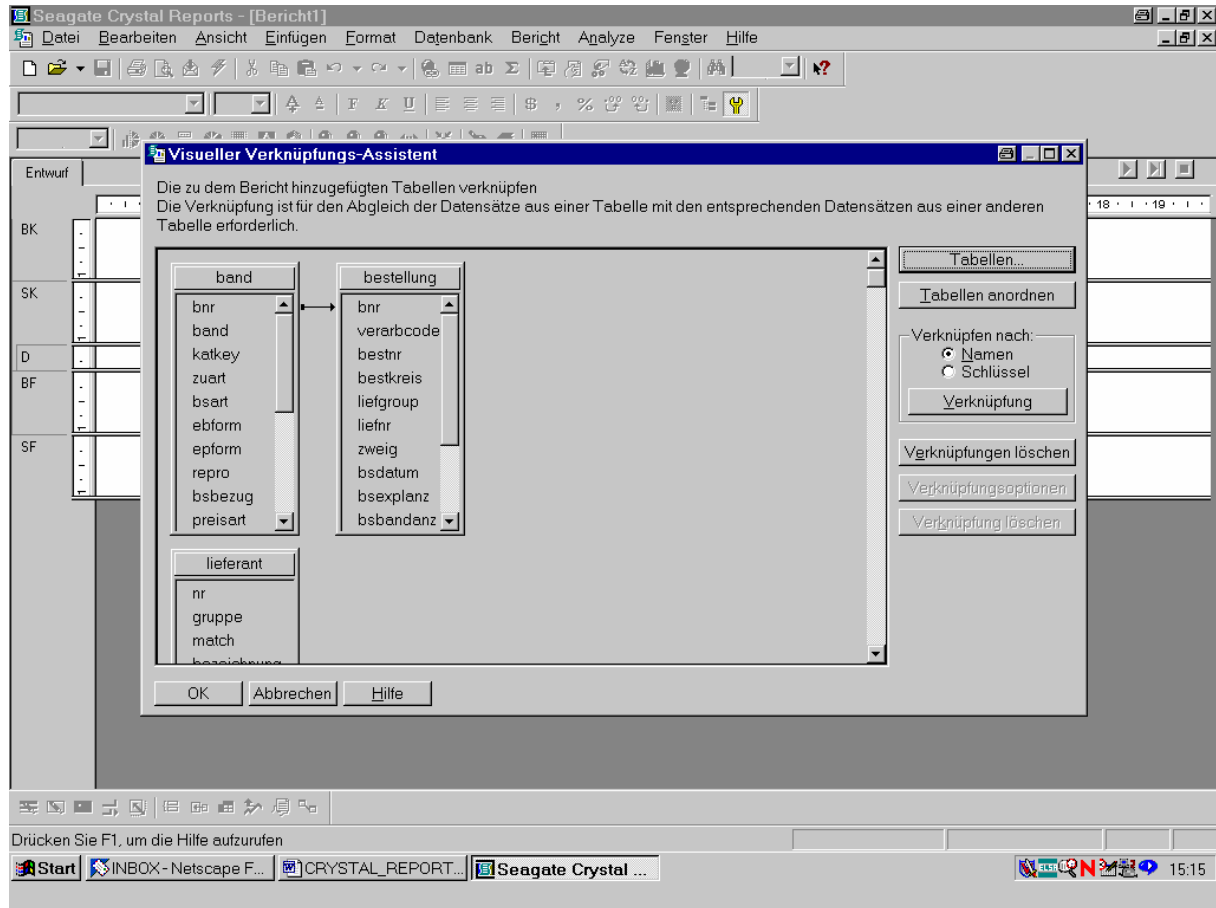 Seagate Crystal Reports - [Bericht1]
Datei Bearbeiten Ansicht Einfügen Format Datenbank Bericht Analyze Fenster Hilfe
ab Σ
F K U $ , %
Entwurf
Visueller Verknüpfungs-Assistent
Die zu dem Bericht hinzugefügten Tabellen verknüpfen
Die Verknüpfung ist für den Abgleich der Datensätze aus einer Tabelle mit den entsprechenden Datensätzen aus einer anderen
Tabelle erforderlich.
18 19
BK
SK
D
BF
SF
band
bnr
band
katkey
zuart
bsart
ebform
epform
repro
bsbezug
preisart
bestellung
bnr
verarbcode
bestnr
bestkreis
liefgroup
liefnr
zweig
bsdatum
bsexplanz
bsbandanz
lieferant
nr
gruppe
match
bezeichnung
Tabellen...
Tabellen anordnen
Verknüpfen nach:
Namen
Schlüssel
Verknüpfung
Verknüpfungen löschen
Verknüpfungsoptionen
Verknüpfung löschen
OK Abbrechen Hilfe
Drücken Sie F1, um die Hilfe aufzurufen
Start INBOX - Netscape F... CRYSTAL_REPORT... Seagate Crystal ... N 15:15